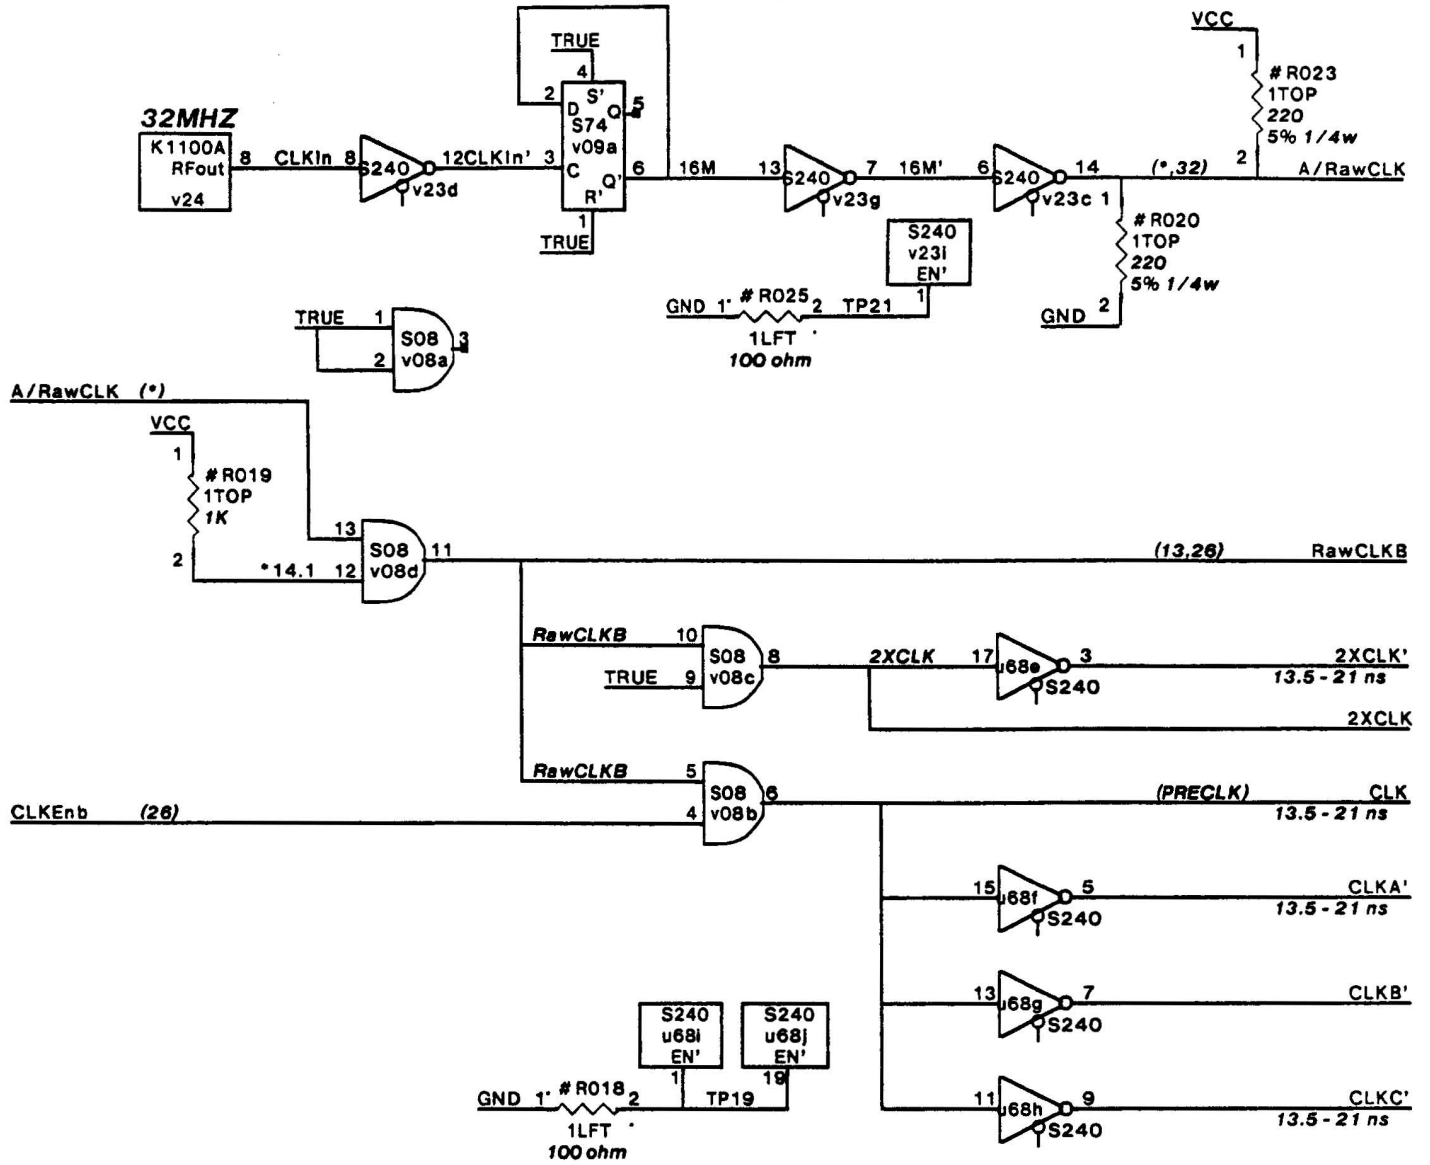 VCC
1
# R023
1TOP
220
5% 1/4w
2
TRUE
4
2 D S' Q 5
S74
v09a
3 C
Q' 6
R'
1
TRUE
32MHZ
K1100A
RFout
v24
8 CLKIn 8 S240 12 CLKIn'
v23d
16M 13 S240 7 16M' 6 S240 14 (*,32) A/RawCLK
v23g
v23c 1
# R020
1TOP
220
5% 1/4w
GND 2
S240
v23i
EN'
1
GND 1 # R025 2 TP21
1LFT
100 ohm
TRUE 1
S08 3
2 v08a
A/RawCLK (*)
VCC
1
# R019
1TOP
1K
2
13
S08 11
*14.1 12 v08d
(13,26) RawCLKB
RawCLKB 10
S08 8
TRUE 9 v08c
2XCLK 17 u68e 3 2XCLK'
S240 13.5 - 21 ns
2XCLK
RawCLKB 5
S08 6
CLKEnb (26) 4 v08b
(PRECLK) CLK
13.5 - 21 ns
15 u68f 5 CLKA'
S240 13.5 - 21 ns
13 u68g 7 CLKB'
S240
11 u68h 9 CLKC'
S240 13.5 - 21 ns
S240 S240
u68i u68j
EN' EN'
1 19
GND 1 # R018 2 TP19
1LFT
100 ohm